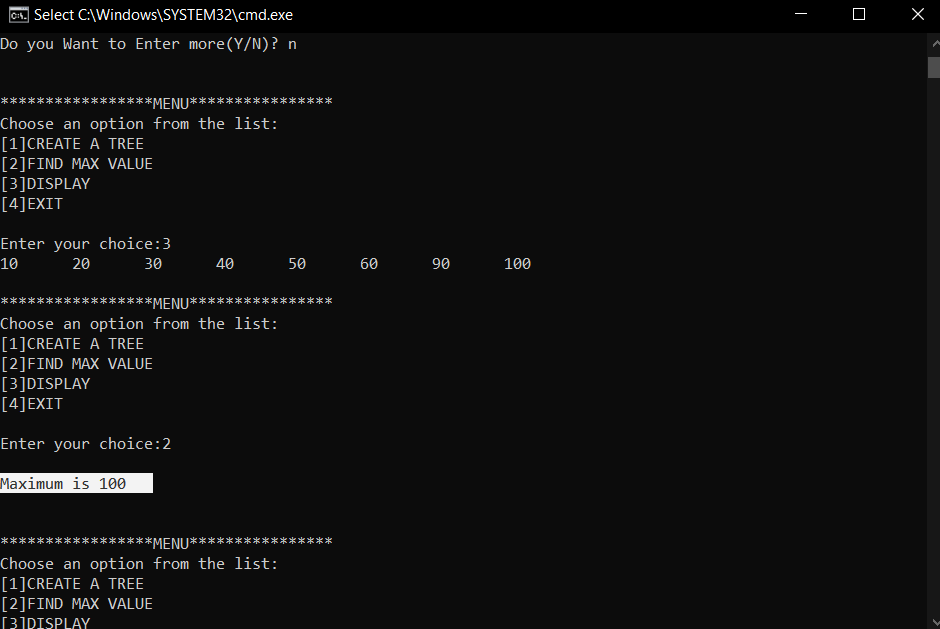 Select C:\Windows\SYSTEM32\cmd.exe
Do you Want to Enter more(Y/N)? n
*****************MENU****************
Choose an option from the list:
[1]CREATE A TREE
[2]FIND MAX VALUE
[3]DISPLAY
[4]EXIT
Enter your choice:3
10 20 30 40 50 60 90 100
*****************MENU****************
Choose an option from the list:
[1]CREATE A TREE
[2]FIND MAX VALUE
[3]DISPLAY
[4]EXIT
Enter your choice:2
Maximum is 100
*****************MENU****************
Choose an option from the list:
[1]CREATE A TREE
[2]FIND MAX VALUE
[3]DISPLAY